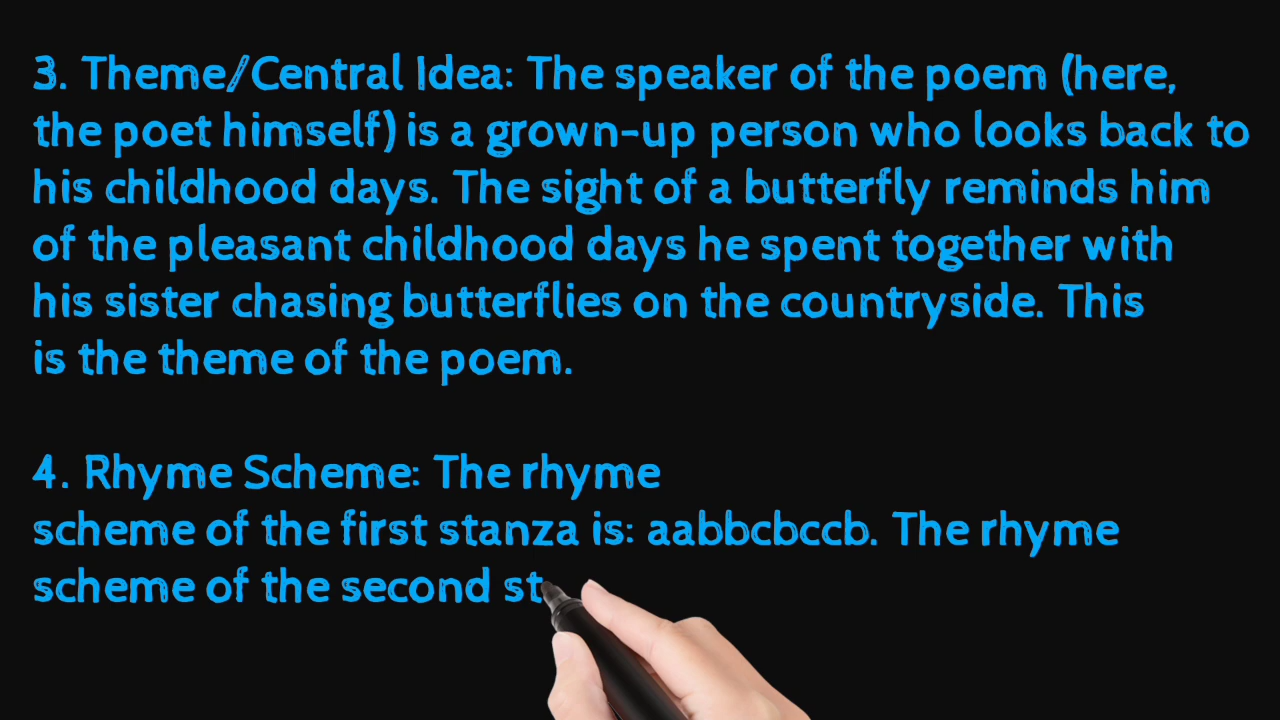 3. Theme/Central Idea: The speaker of the poem (here,
the poet himself) is a grown-up person who looks back to
his childhood days. The sight of a butterfly reminds him
of the pleasant childhood days he spent together with
his sister chasing butterflies on the countryside. This
is the theme of the poem.
4. Rhyme Scheme: The rhyme
scheme of the first stanza is: aabbcbccb. The rhyme
scheme of the second st